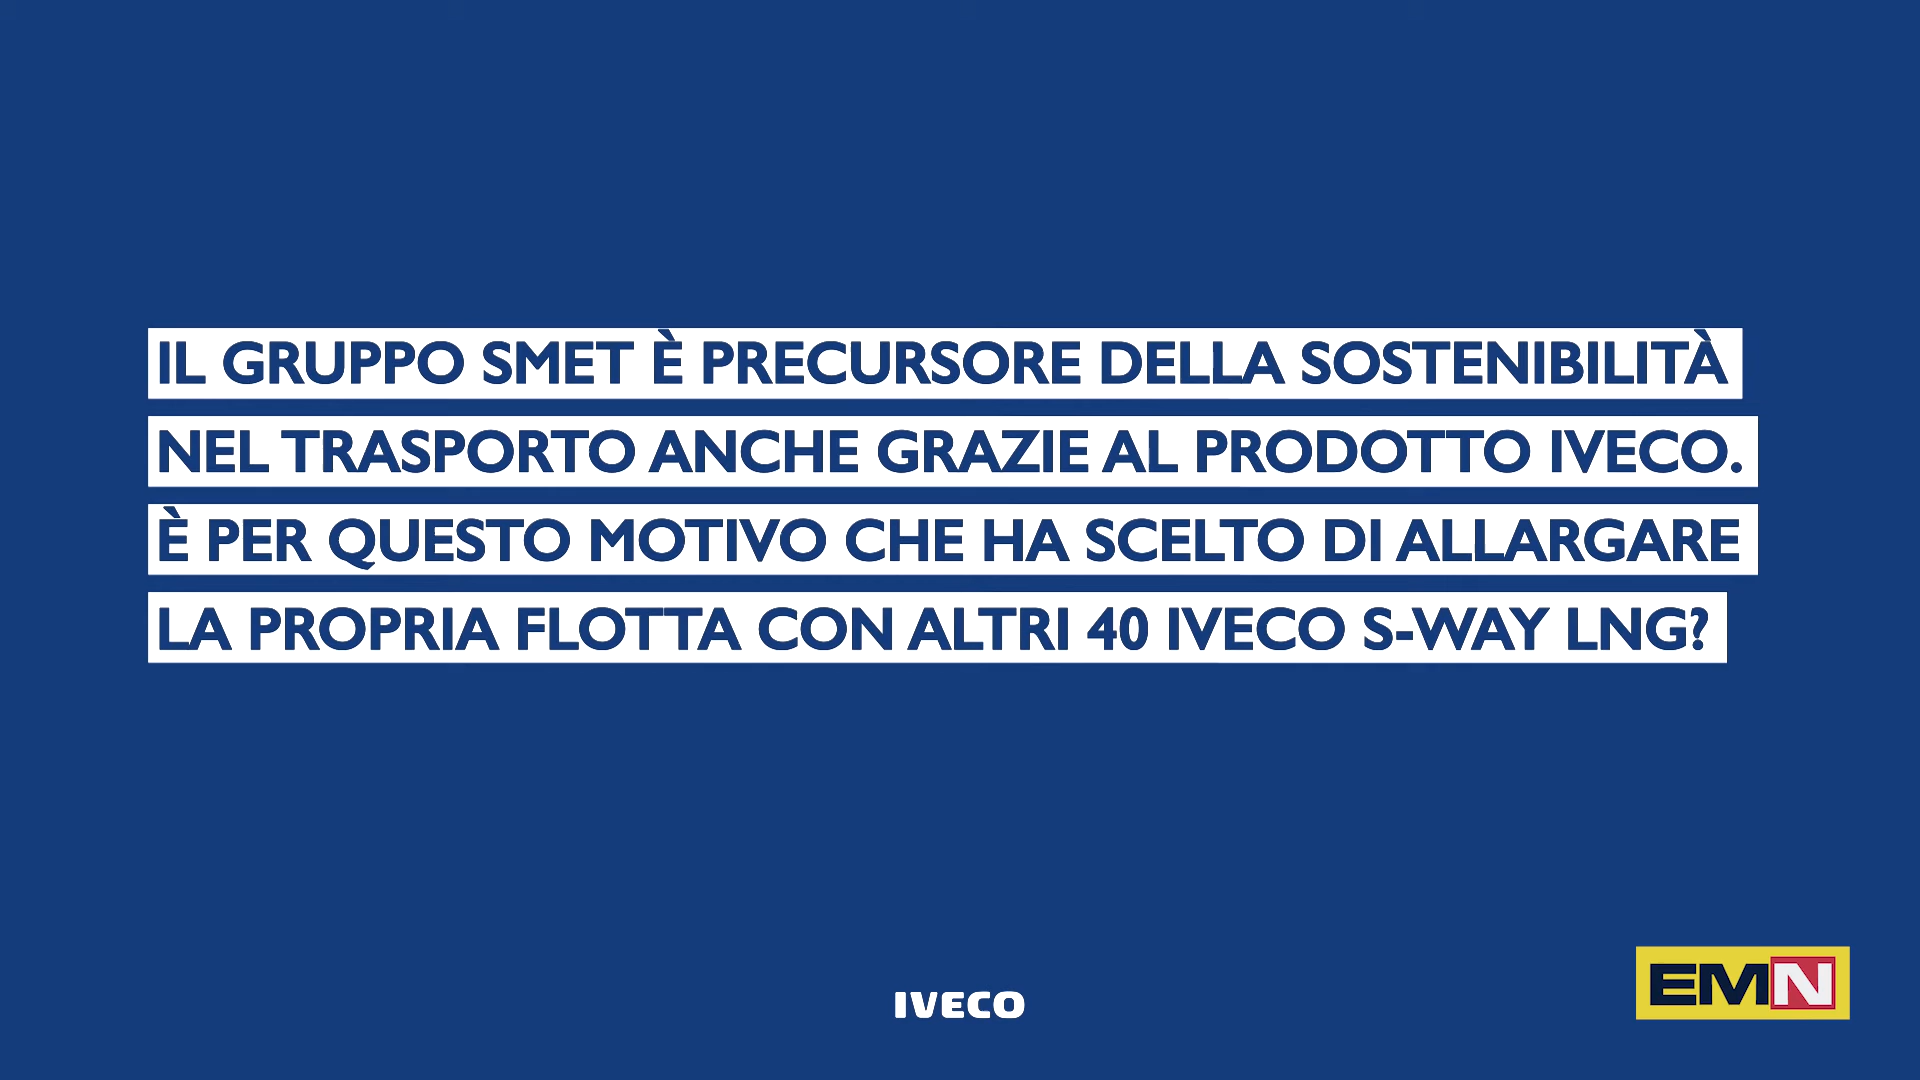 IL GRUPPO SMET È PRECURSORE DELLA SOSTENIBILITÀ
NEL TRASPORTO ANCHE GRAZIE AL PRODOTTO IVECO.
È PER QUESTO MOTIVO CHE HA SCELTO DI ALLARGARE
LA PROPRIA FLOTTA CON ALTRI 40 IVECO S-WAY LNG?
IVECO
EMN